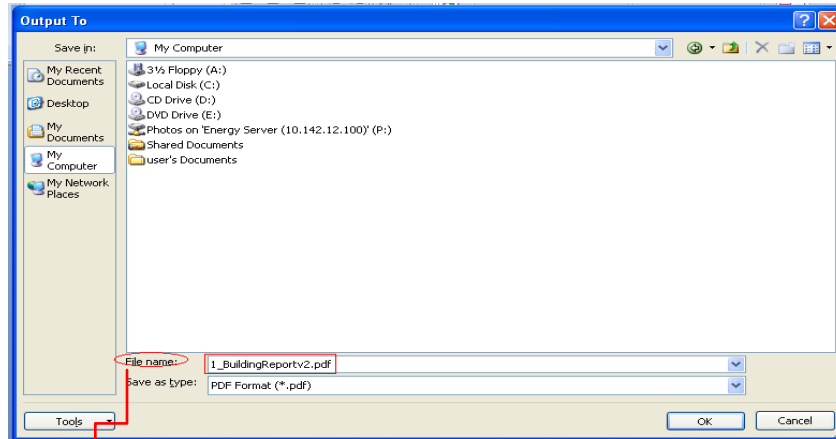 Output To
Save in:
My Computer
My Recent
Documents
Desktop
My
Documents
My
Computer
My Network
Places
3½ Floppy (A:)
Local Disk (C:)
CD Drive (D:)
DVD Drive (E:)
Photos on 'Energy Server (10.142.12.100)' (P:)
Shared Documents
user's Documents
File name:
1_BuildingReportv2.pdf
Save as type:
PDF Format (*.pdf)
Tools
OK
Cancel